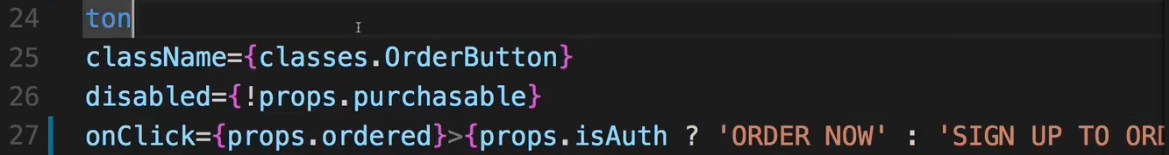 24 ton
25 className={classes.OrderButton}
26 disabled={!props.purchasable}
27 onClick={props.ordered}>{props.isAuth ? 'ORDER NOW' : 'SIGN UP TO ORD